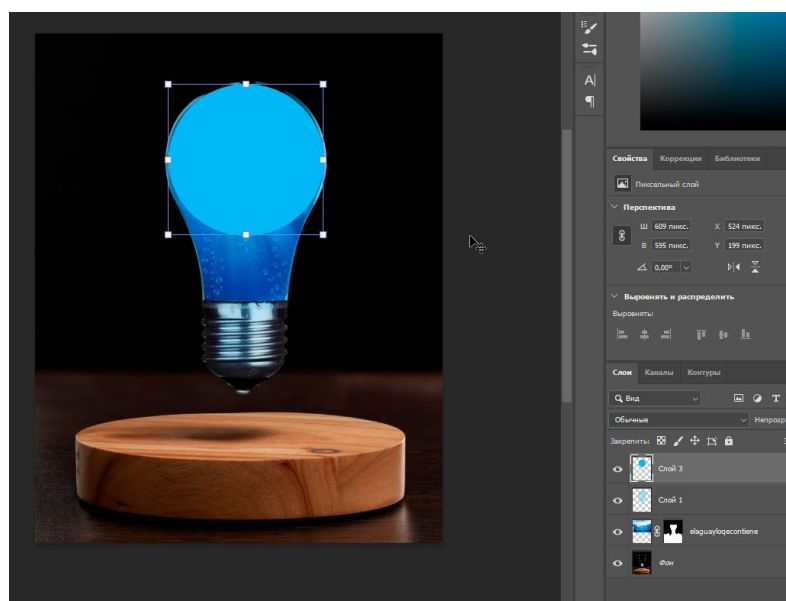 A|
Свойства Коррекция Библиотеки
Пиксельный слой
Перспектива
Ш 609 пикс. X 524 пикс.
В 595 пикс. Y 199 пикс.
0,00°
Выровнять и распределить
Выровнять:
Слои Каналы Контуры
Вид T
Обычные Непрозр
Закрепить: З
Слой 3
Слой 1
elaguayloqecontiene
Фон